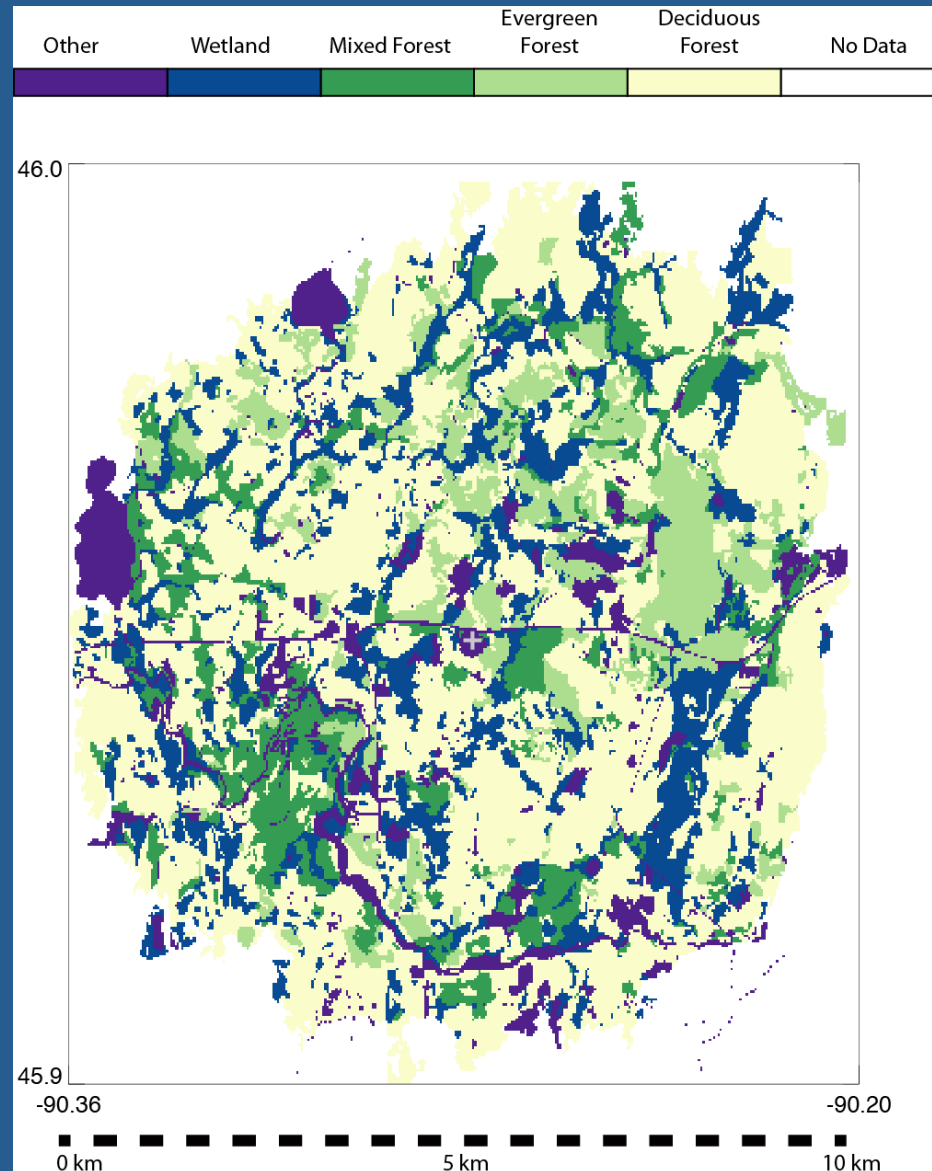 Other
Wetland
Mixed Forest
Evergreen
Forest
Deciduous
Forest
No Data
46.0
45.9
-90.36
-90.20
0 km
5 km
10 km